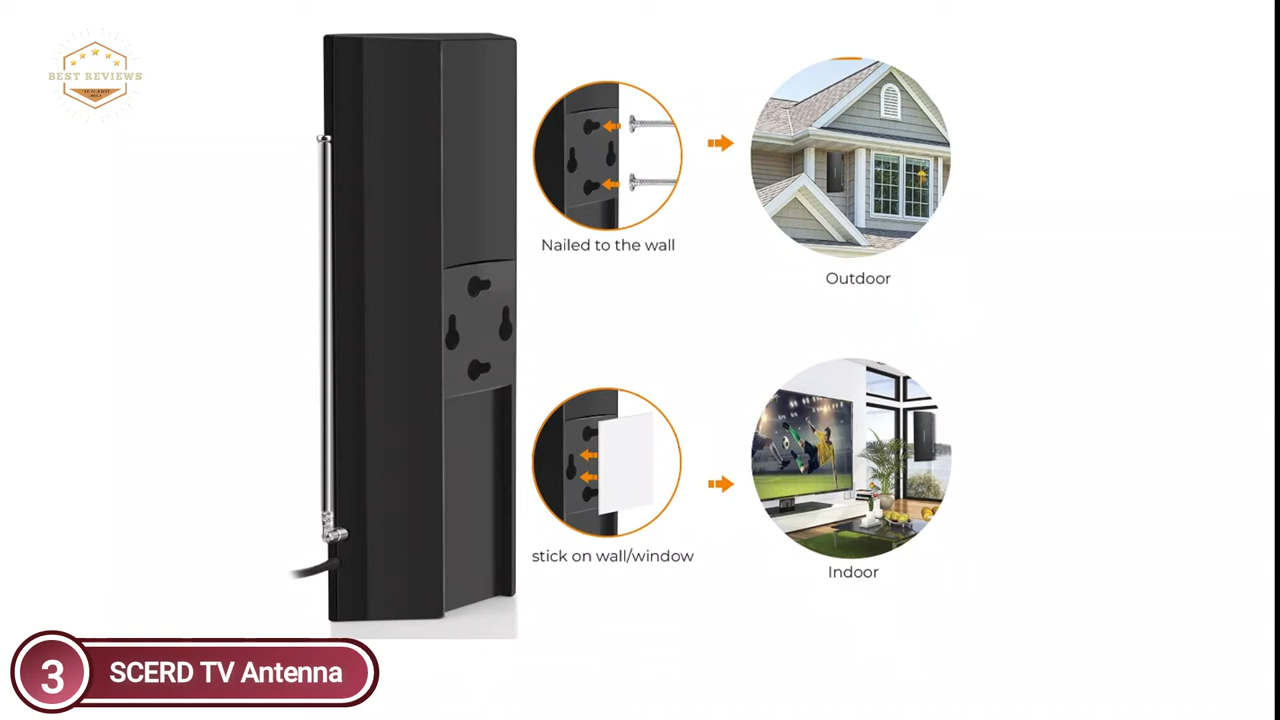 BEST REVIEWS
Nailed to the wall
Outdoor
stick on wall/window
Indoor
3
SCERD TV Antenna